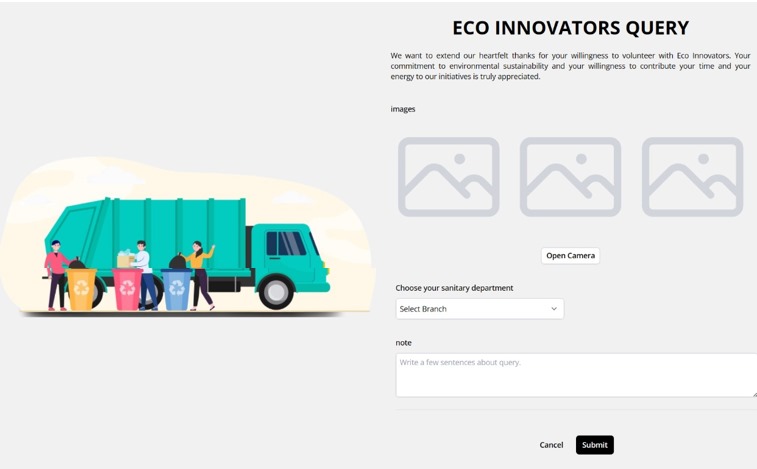 ECO INNOVATORS QUERY
We want to extend our heartfelt thanks for your willingness to volunteer with Eco Innovators. Your
commitment to environmental sustainability and your willingness to contribute your time and your
energy to our initiatives is truly appreciated.
images
Open Camera
Choose your sanitary department
Select Branch
note
Write a few sentences about query.
Cancel
Submit